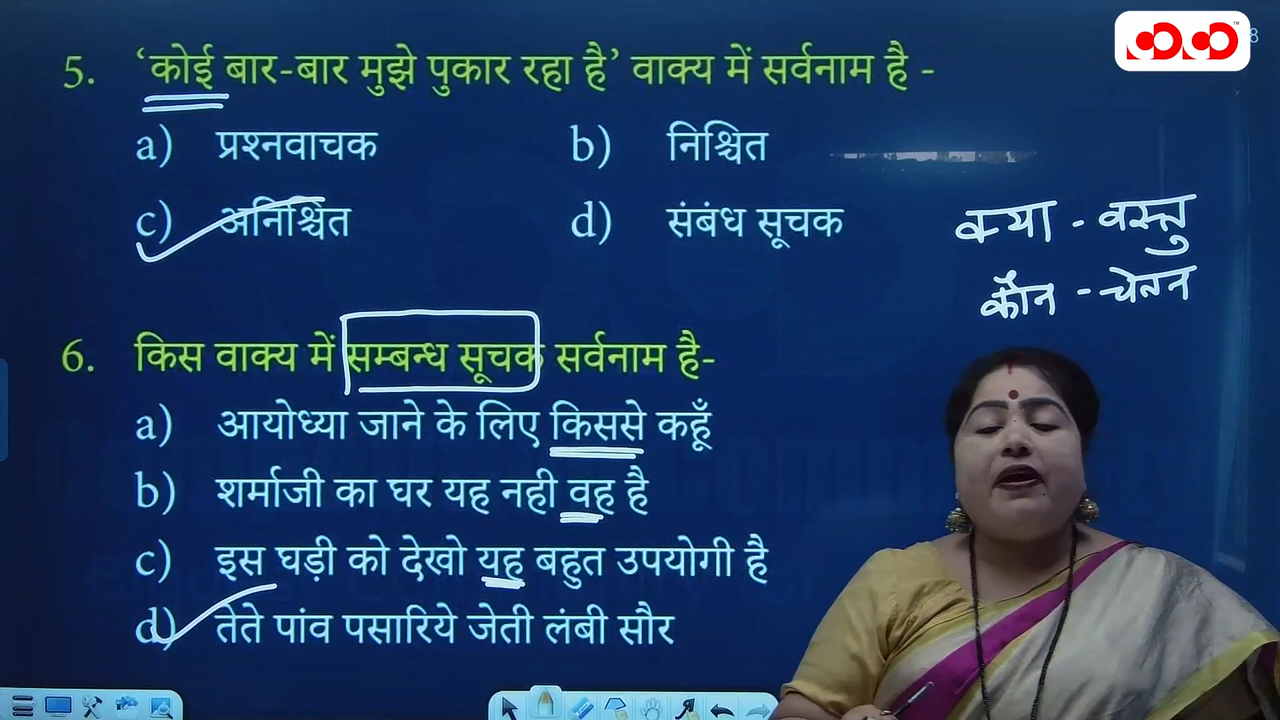 5. ‘कोई बार-बार मुझे पुकार रहा है’ वाक्य में सर्वनाम है -
a) प्रश्नवाचक b) निश्चित
c) अनिश्चित d) संबंध सूचक
क्या - वस्तु
कौन - चेतन
6. किस वाक्य में सम्बन्ध सूचक सर्वनाम है-
a) आयोध्या जाने के लिए किससे कहूँ
b) शर्माजी का घर यह नही वह है
c) इस घड़ी को देखो यह बहुत उपयोगी है
d) तेते पांव पसारिये जेती लंबी सौर